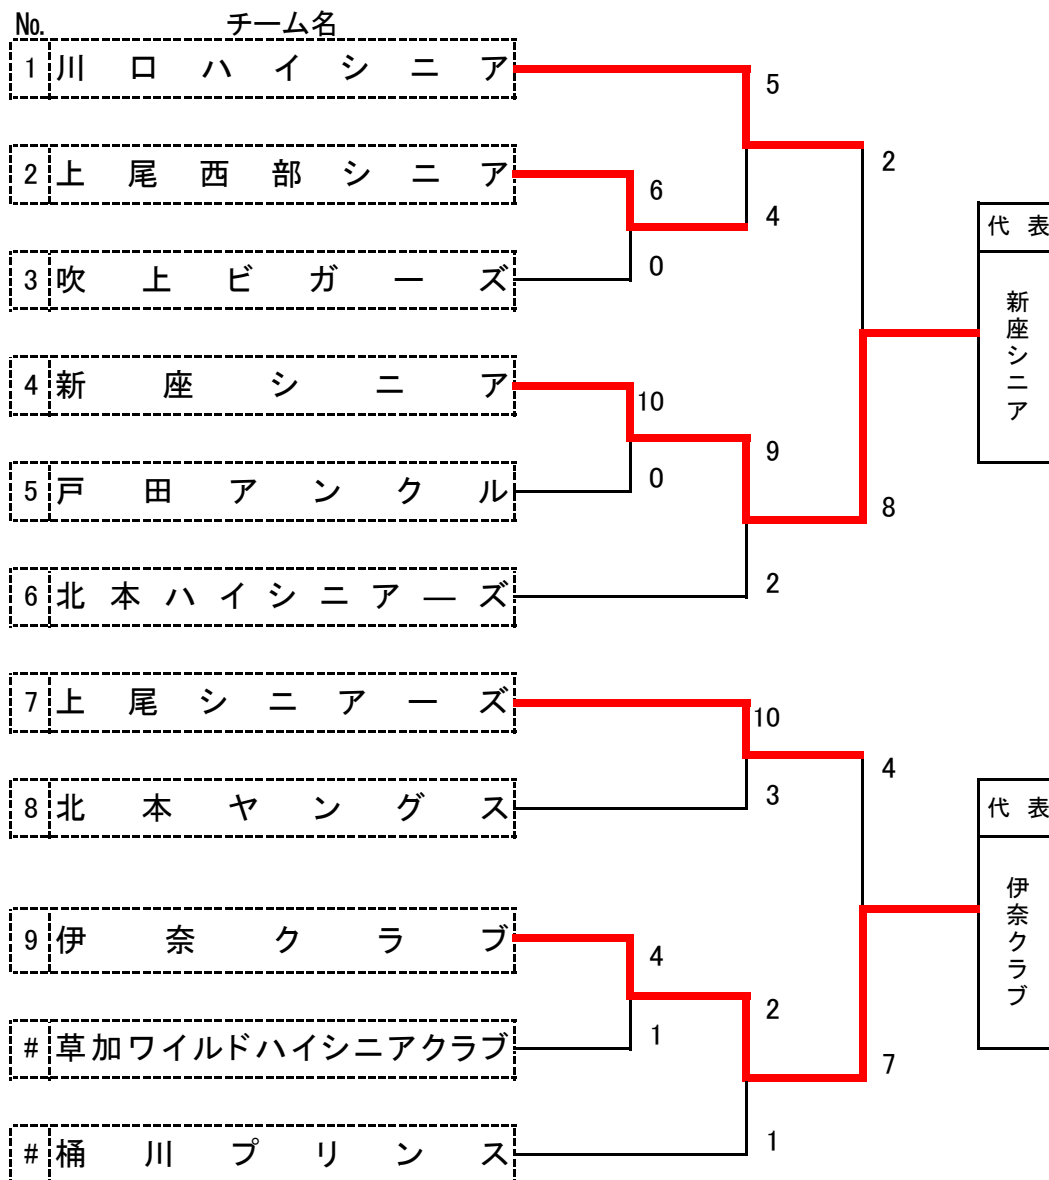 No. チーム名
1 川口ハイシニア
5
2
2 上尾西部シニア
6
4
代表
0
3 吹上ビガーズ
新座シニア
4 新座シニア
10
9
0
5 戸田アンクル
8
2
6 北本ハイシニアーズ
7 上尾シニアーズ
10
4
3
8 北本ヤングス
代表
伊奈クラブ
9 伊奈クラブ
4
2
1
# 草加ワイルドハイシニアクラブ
7
1
# 桶川プリンス